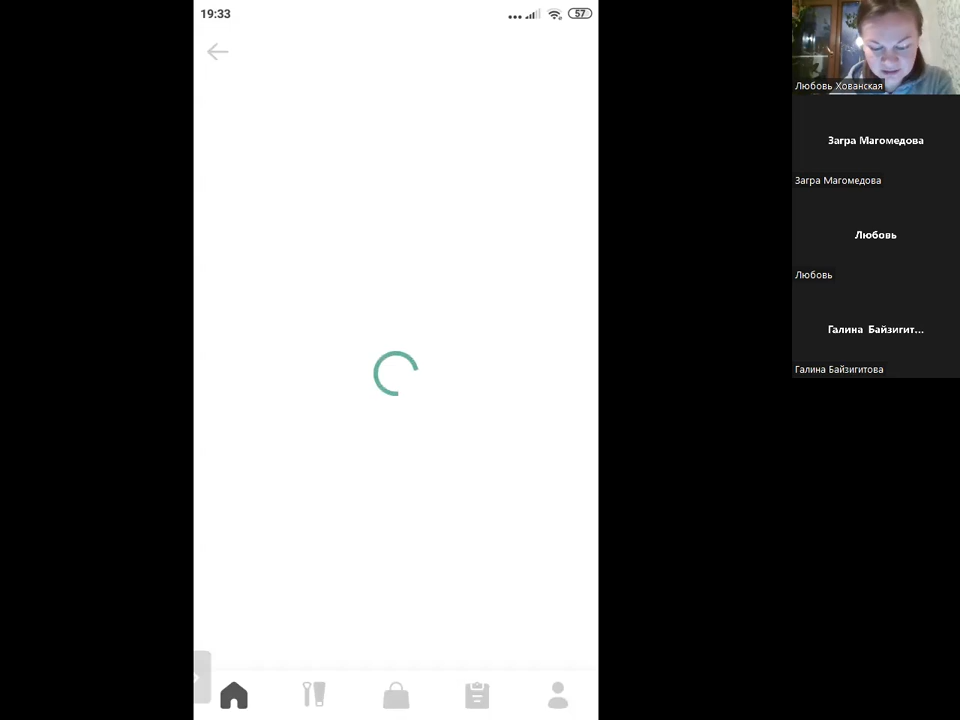 19:33
57
Любовь Хованская
Загра Магомедова
Загра Магомедова
Любовь
Любовь
Галина Байзигит...
Галина Байзигитова